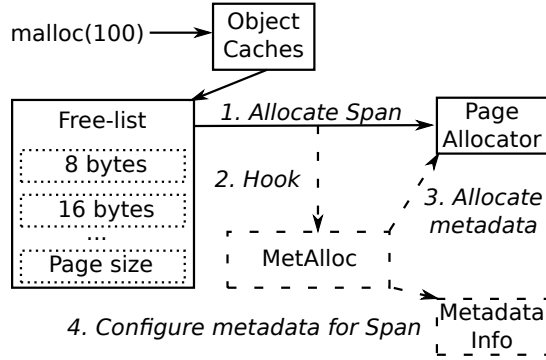 malloc(100)
Object
Caches
Free-list
8 bytes
16 bytes
...
Page size
1. Allocate Span
Page
Allocator
2. Hook
3. Allocate
metadata
MetAlloc
4. Configure metadata for Span
Metadata
Info